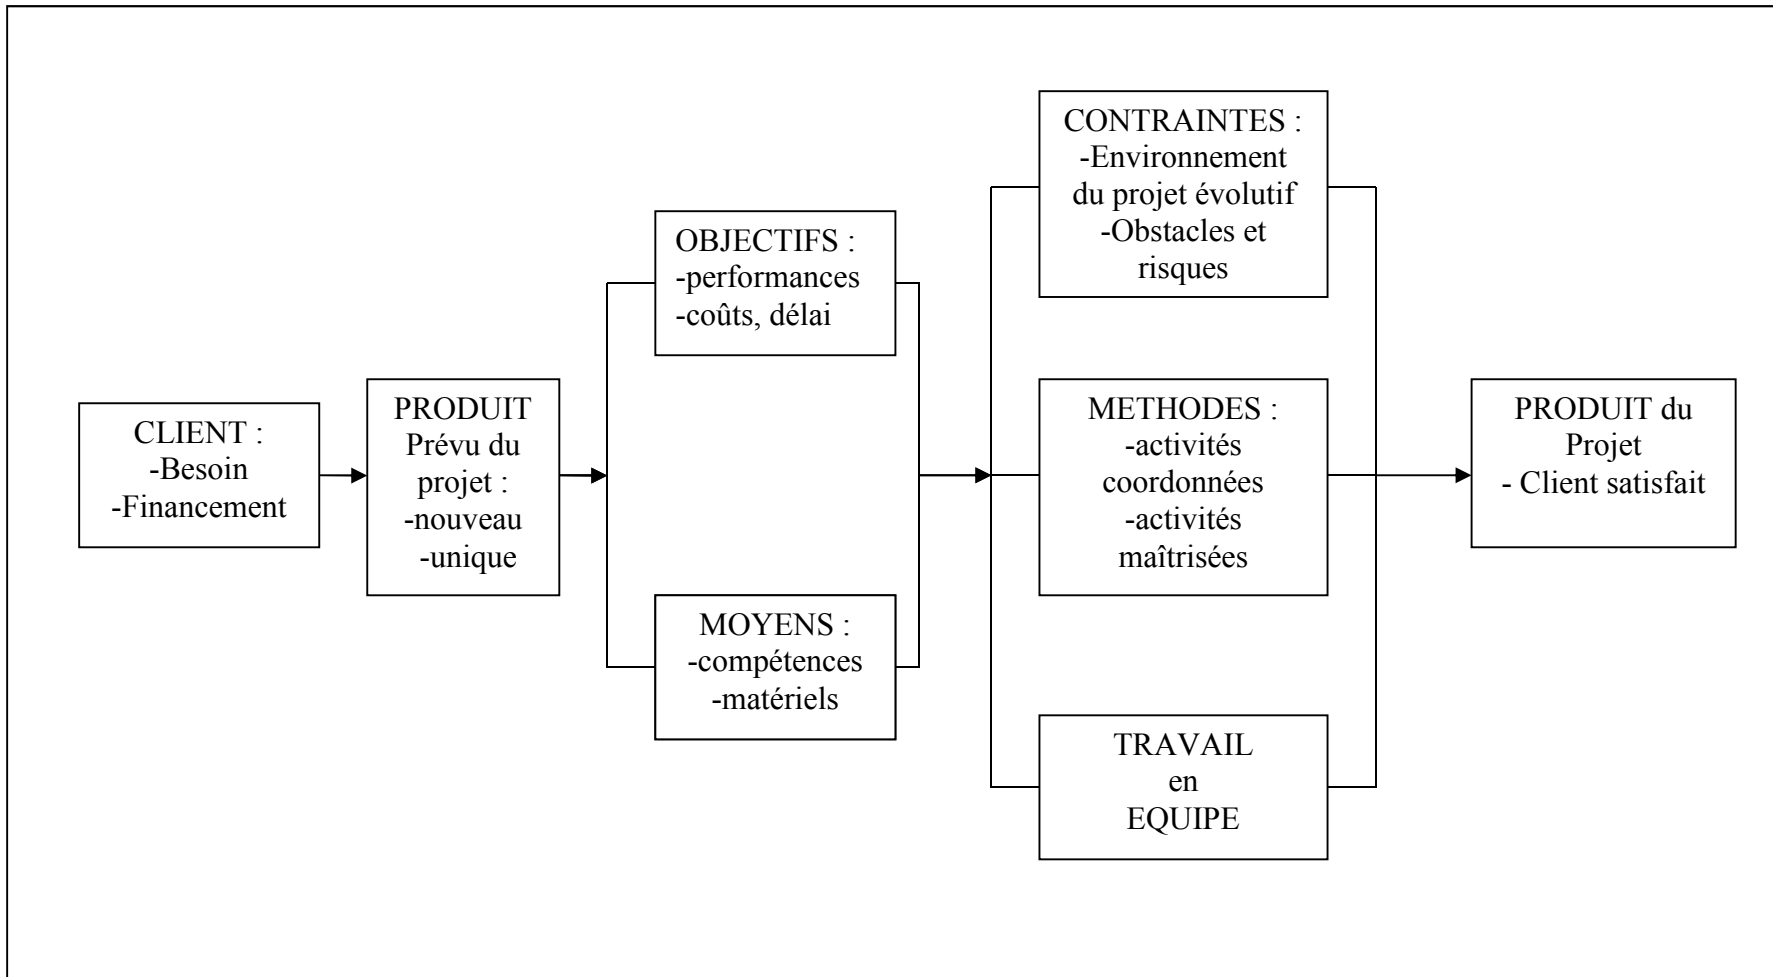 CLIENT :
-Besoin
-Financement
PRODUIT
Prévu du
projet :
-nouveau
-unique
OBJECTIFS :
-performances
-coûts, délai
MOYENS :
-compétences
-matériels
CONTRAINTES :
-Environnement
du projet évolutif
-Obstacles et
risques
METHODES :
-activités
coordonnées
-activités
maîtrisées
TRAVAIL
en
EQUIPE
PRODUIT du
Projet
- Client satisfait